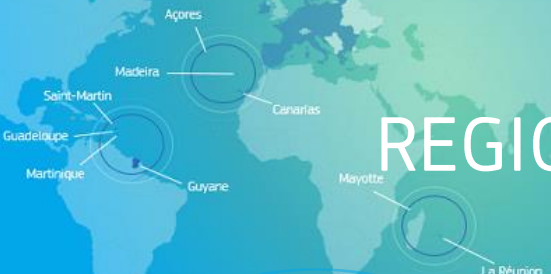 Açores
Madeira
Saint-Martin
Canarias
Guadeloupe
REGIO
Martinique
Mayotte
Guyane
La Réunion